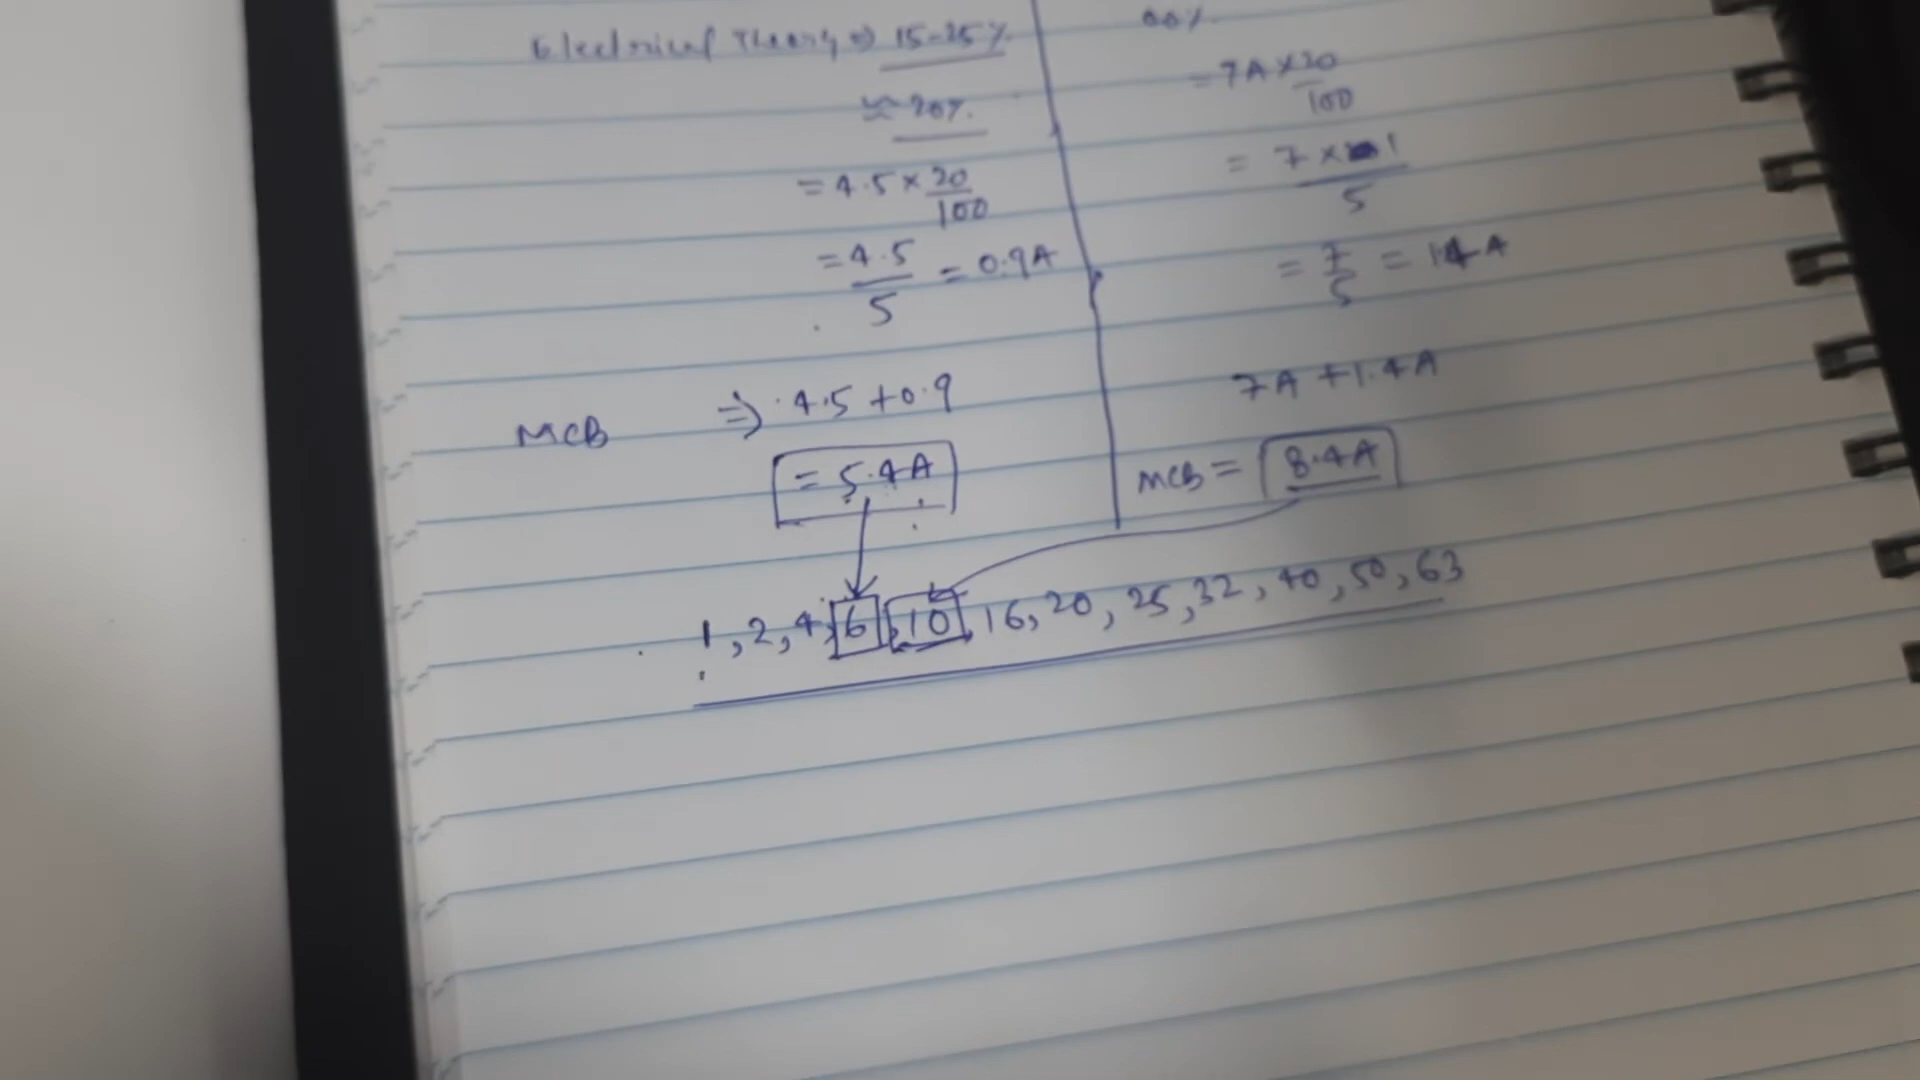 Electrical Theory ⇒ 15-25%
≈ 20%
= 4.5 × 20/100
= 4.5/5 = 0.9A
MCB ⇒ 4.5 + 0.9
= 5.4A
= 7A × 20/100
= 7 × 1/5
= 7/5 = 1.4A
7A + 1.4A
MCB = 8.4A
1, 2, 4, 6, 10, 16, 20, 25, 32, 40, 50, 63